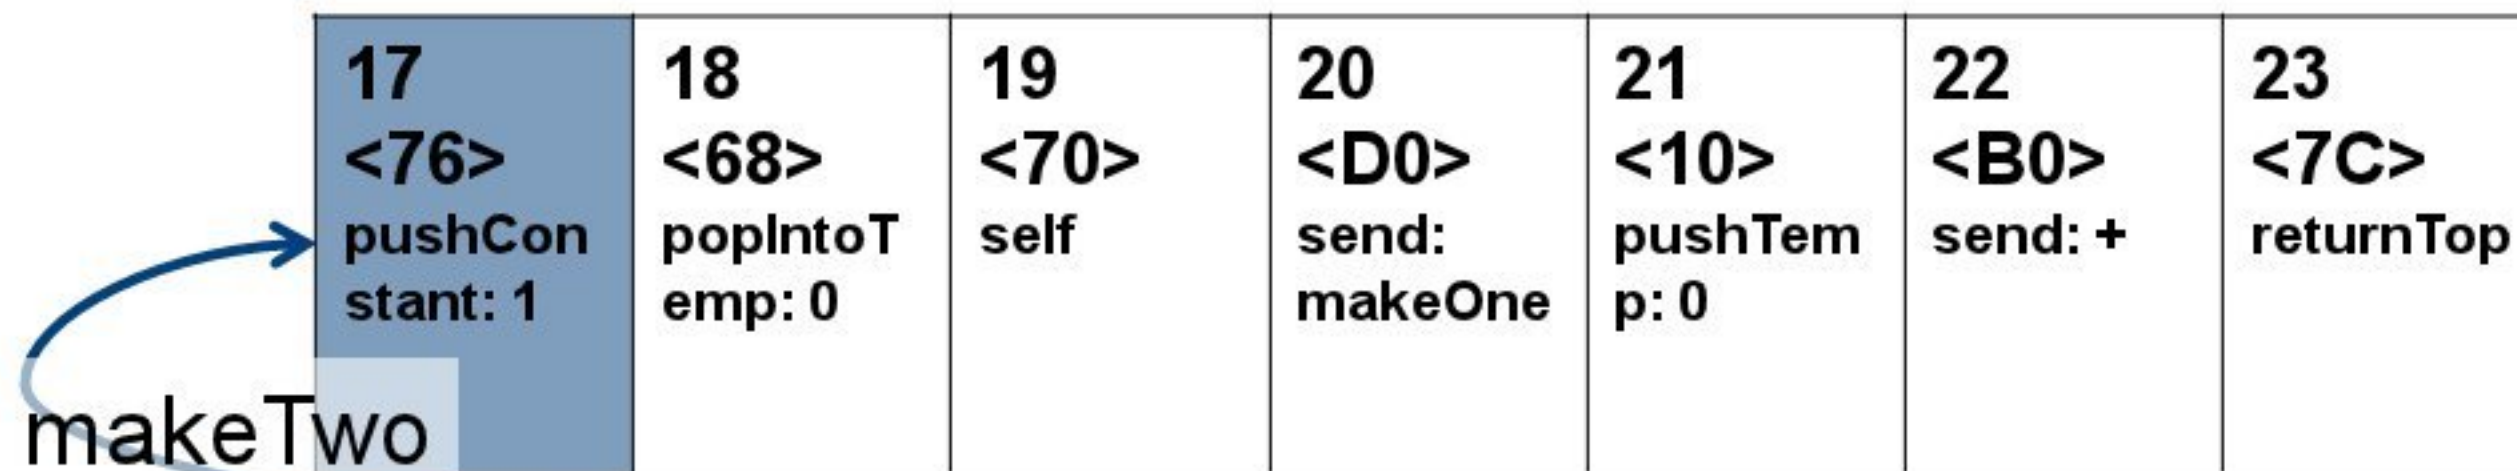 17
<76>
pushCon
stant: 1
18
<68>
popIntoT
emp: 0
19
<70>
self
20
<D0>
send:
makeOne
21
<10>
pushTem
p: 0
22
<B0>
send: +
23
<7C>
returnTop
makeTwo